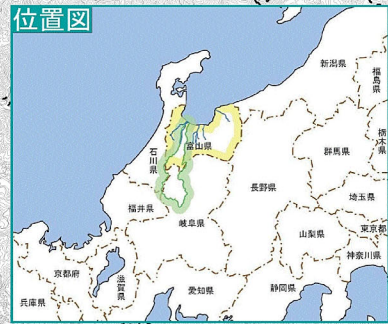 位置図
新潟県
福島県
栃木県
石川県
富山県
群馬県
長野県
福井県
岐阜県
埼玉県
東京都
山梨県
神奈川県
京都府
滋賀県
愛知県
静岡県
兵庫県